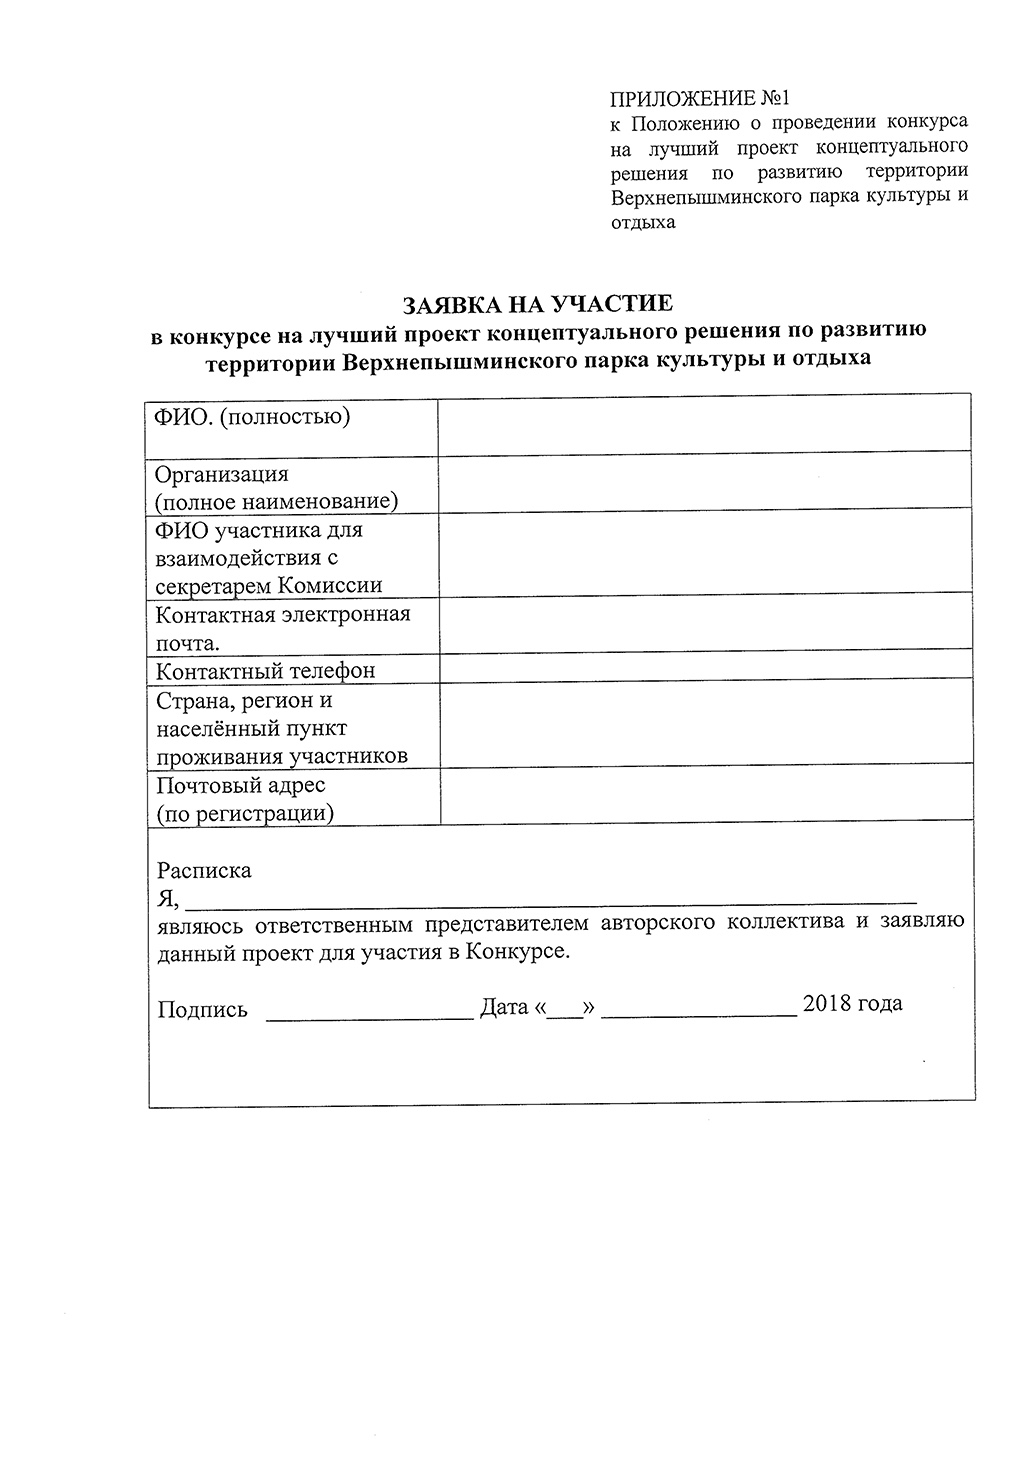 ПРИЛОЖЕНИЕ №1
к Положению о проведении конкурса
на лучший проект концептуального
решения по развитию территории
Верхнепышминского парка культуры и
отдыха
ЗАЯВКА НА УЧАСТИЕ
в конкурсе на лучший проект концептуального решения по развитию
территории Верхнепышминского парка культуры и отдыха
ФИО. (полностью)
Организация
(полное наименование)
ФИО участника для
взаимодействия с
секретарем Комиссии
Контактная электронная
почта.
Контактный телефон
Страна, регион и
населённый пункт
проживания участников
Почтовый адрес
(по регистрации)
Расписка
Я, ______________________________________________
являюсь ответственным представителем авторского коллектива и заявляю
данный проект для участия в Конкурсе.
Подпись _________________ Дата «___» ________________ 2018 года